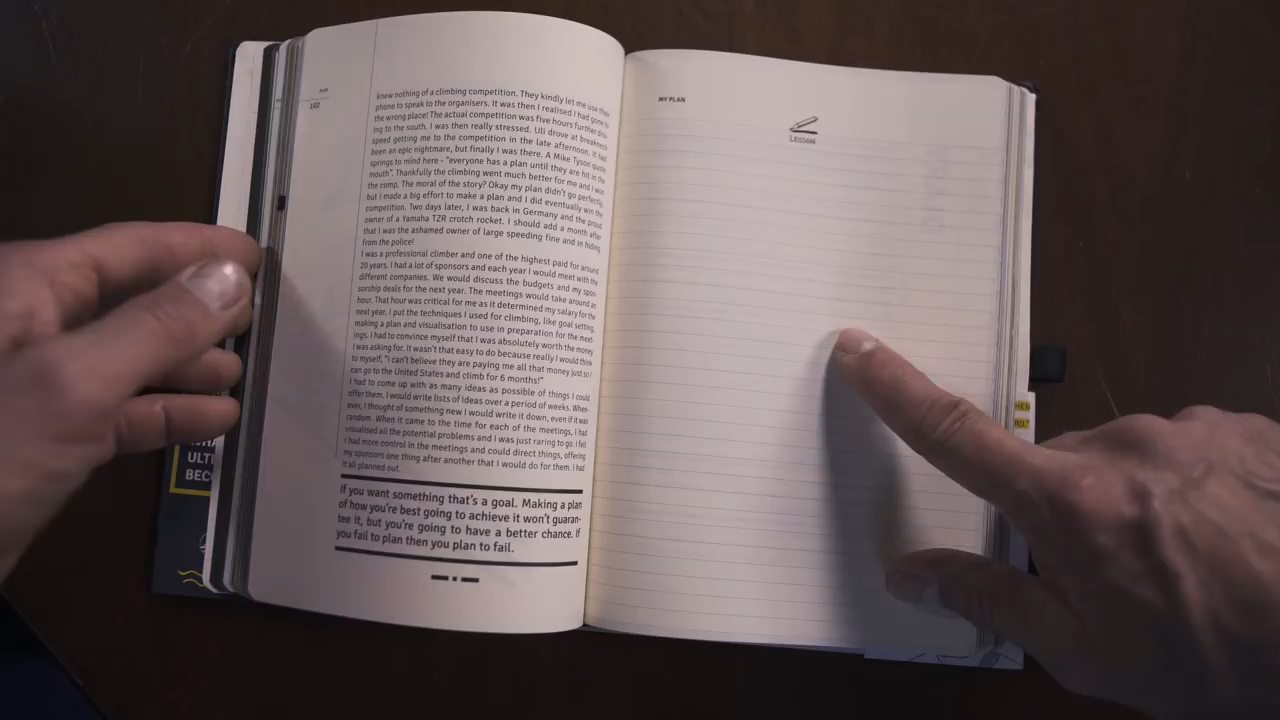 PLAN
102
knew nothing of a climbing competition. They kindly let me use their
phone to speak to the organisers. It was then I realised I had gone to
the wrong place! The actual competition was five hours further driv-
ing to the south. I was then really stressed. Uli drove at breakneck
speed getting me to the competition in the late afternoon. It had
been an epic nightmare, but finally I was there. A Mike Tyson quote
springs to mind here - "everyone has a plan until they are hit in the
mouth". Thankfully the climbing went much better for me and I won
the comp. The moral of the story? Okay my plan didn't go perfectly,
but I made a big effort to make a plan and I did eventually win the
competition. Two days later, I was back in Germany and the proud
owner of a Yamaha TZR crotch rocket. I should add a month after
that I was the ashamed owner of large speeding fine and in hiding
from the police!
I was a professional climber and one of the highest paid for around
20 years. I had a lot of sponsors and each year I would meet with the
different companies. We would discuss the budgets and my spon-
sorship deals for the next year. The meetings would take around an
hour. That hour was critical for me as it determined my salary for the
next year. I put the techniques I used for climbing, like goal setting,
making a plan and visualisation to use in preparation for the meet-
ings. I had to convince myself that I was absolutely worth the money
I was asking for. It wasn't that easy to do because really I would think
to myself, "I can't believe they are paying me all that money just so I
can go to the United States and climb for 6 months!"
I had to come up with as many ideas as possible of things I could
offer them. I would write lists of ideas over a period of weeks. When-
ever, I thought of something new I would write it down, even if it was
random. When it came to the time for each of the meetings, I had
visualised all the potential problems and I was just raring to go. I felt
I had more control in the meetings and could direct things, offering
my sponsors one thing after another that I would do for them. I had
it all planned out.
If you want something that's a goal. Making a plan
of how you're best going to achieve it won't guaran-
tee it, but you're going to have a better chance. If
you fail to plan then you plan to fail.
MY PLAN
LESSON
ULTI
BEC